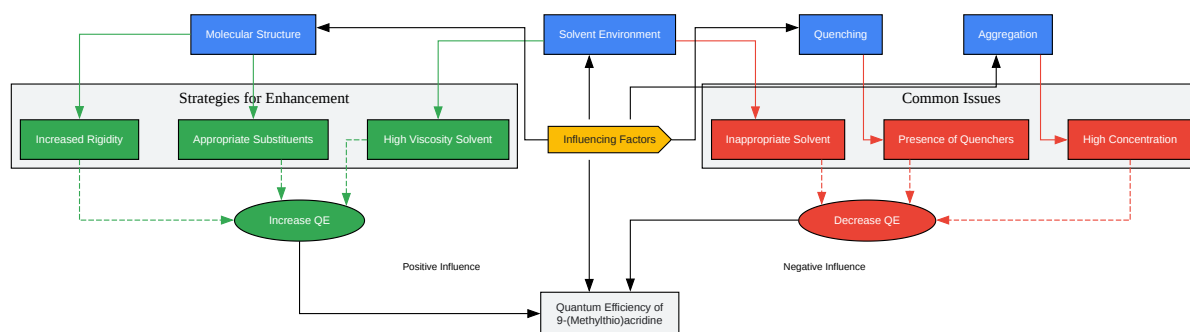 Molecular Structure
Solvent Environment
Quenching
Aggregation
Strategies for Enhancement
Common Issues
Increased Rigidity
Appropriate Substituents
High Viscosity Solvent
Influencing Factors
Inappropriate Solvent
Presence of Quenchers
High Concentration
Increase QE
Decrease QE
Positive Influence
Negative Influence
Quantum Efficiency of
9-(Methylthio)acridine